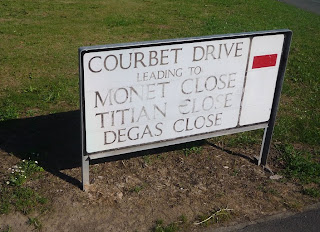 COURBET DRIVE
LEADING TO
MONET CLOSE
TITIAN CLOSE
DEGAS CLOSE